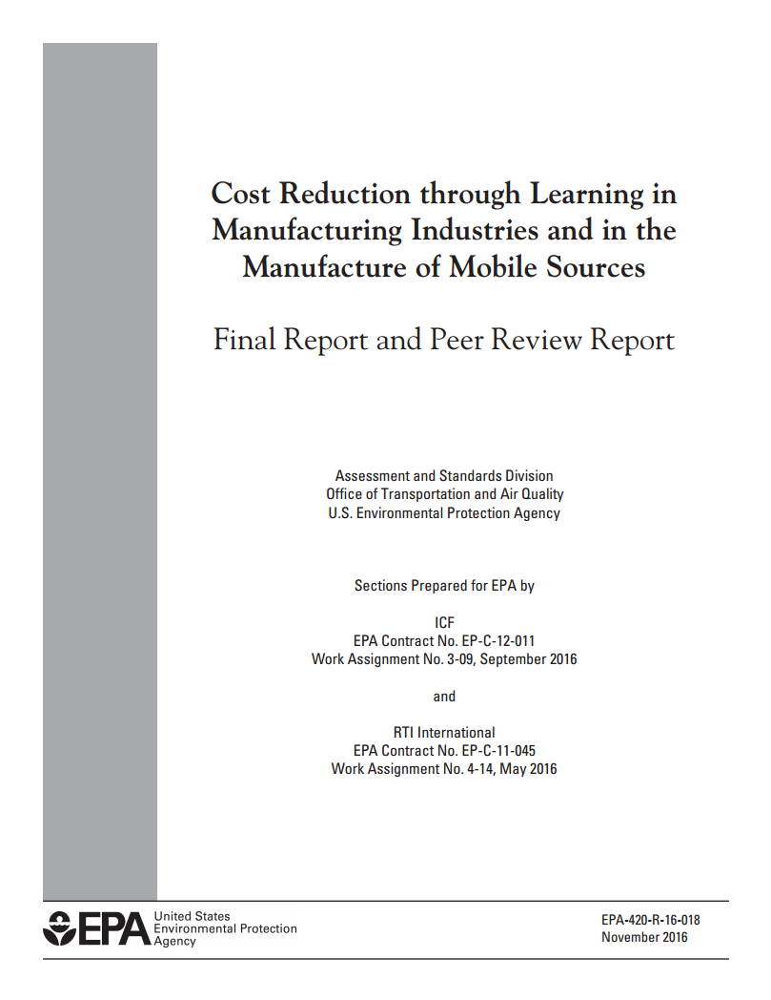 Cost Reduction through Learning in
Manufacturing Industries and in the
Manufacture of Mobile Sources
Final Report and Peer Review Report
Assessment and Standards Division
Office of Transportation and Air Quality
U.S. Environmental Protection Agency
Sections Prepared for EPA by
ICF
EPA Contract No. EP-C-12-011
Work Assignment No. 3-09, September 2016
and
RTI International
EPA Contract No. EP-C-11-045
Work Assignment No. 4-14, May 2016
EPA
United States
Environmental Protection
Agency
EPA-420-R-16-018
November 2016